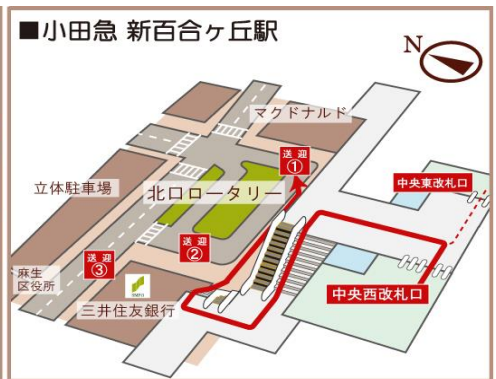 ■小田急 新百合ヶ丘駅
N
マクドナルド
送迎
①
中央東改札口
立体駐車場
北口ロータリー
送迎
②
送迎
③
麻生
区役所
中央西改札口
三井住友銀行